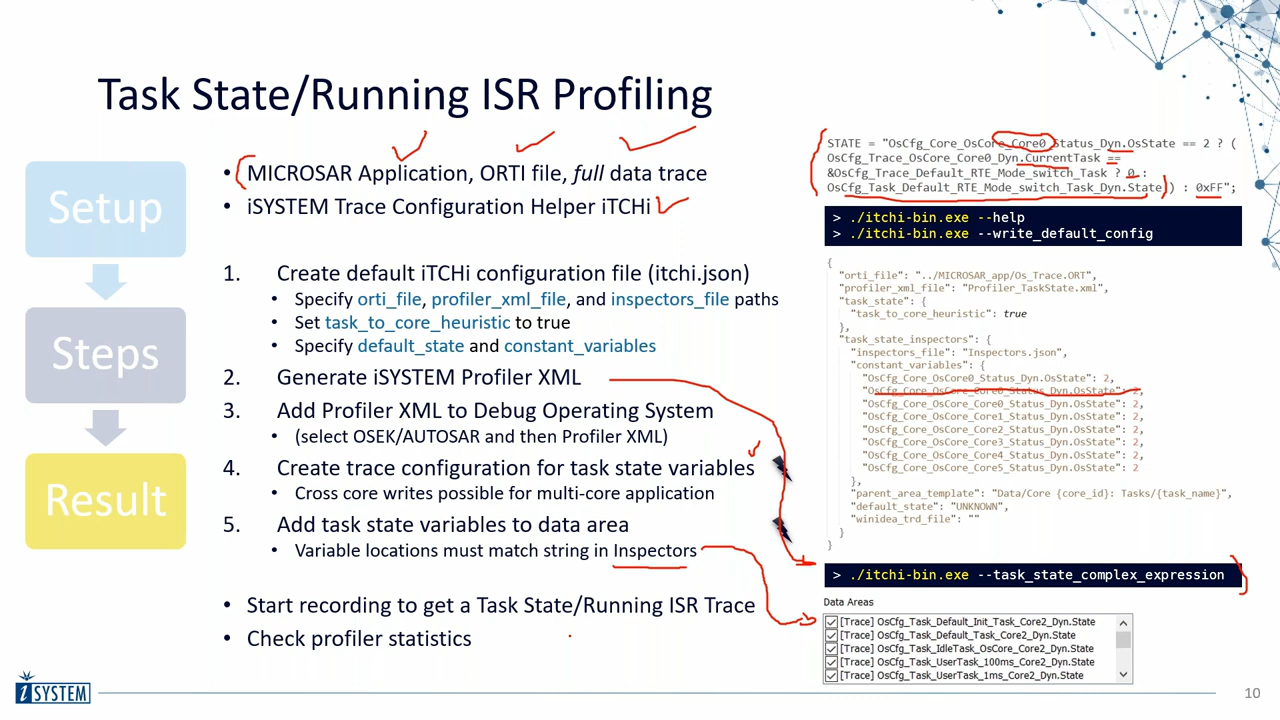 Task State/Running ISR Profiling
Setup
Steps
Result
• MICROSAR Application, ORTI file, full data trace
• iSYSTEM Trace Configuration Helper iTCHi
1. Create default iTCHi configuration file (itchi.json)
• Specify orti_file, profiler_xml_file, and inspectors_file paths
• Set task_to_core_heuristic to true
• Specify default_state and constant_variables
2. Generate iSYSTEM Profiler XML
3. Add Profiler XML to Debug Operating System
• (select OSEK/AUTOSAR and then Profiler XML)
4. Create trace configuration for task state variables
• Cross core writes possible for multi-core application
5. Add task state variables to data area
• Variable locations must match string in Inspectors
• Start recording to get a Task State/Running ISR Trace
• Check profiler statistics
STATE = "OsCfg_Core_OsCore_Core0_Status_Dyn.OsState == 2 ? (
OsCfg_Trace_OsCore_Core0_Dyn.CurrentTask ==
&OsCfg_Trace_Default_RTE_Mode_switch_Task ? 0 :
OsCfg_Task_Default_RTE_Mode_switch_Task_Dyn.State ) : 0xFF";
> ./itchi-bin.exe --help
> ./itchi-bin.exe --write_default_config
{
"orti_file": "../MICROSAR_app/Os_Trace.ORT",
"profiler_xml_file": "Profiler_TaskState.xml",
"task_state": {
"task_to_core_heuristic": true
},
"task_state_inspectors": {
"inspectors_file": "Inspectors.json",
"constant_variables": {
"OsCfg_Core_OsCore0_Status_Dyn.OsState": 2,
"OsCfg_Core_OsCore_Core0_Status_Dyn.OsState": 2,
"OsCfg_Core_OsCore_Core0_Status_Dyn.OsState": 2,
"OsCfg_Core_OsCore_Core1_Status_Dyn.OsState": 2,
"OsCfg_Core_OsCore_Core2_Status_Dyn.OsState": 2,
"OsCfg_Core_OsCore_Core3_Status_Dyn.OsState": 2,
"OsCfg_Core_OsCore_Core4_Status_Dyn.OsState": 2,
"OsCfg_Core_OsCore_Core5_Status_Dyn.OsState": 2
},
"parent_area_template": "Data/Core {core_id}: Tasks/{task_name}",
"default_state": "UNKNOWN",
"winidea_trd_file": ""
}
}
> ./itchi-bin.exe --task_state_complex_expression
Data Areas
[Trace] OsCfg_Task_Default_Init_Task_Core2_Dyn.State
[Trace] OsCfg_Task_Default_Task_Core2_Dyn.State
[Trace] OsCfg_Task_IdleTask_OsCore_Core2_Dyn.State
[Trace] OsCfg_Task_UserTask_100ms_Core2_Dyn.State
[Trace] OsCfg_Task_UserTask_1ms_Core2_Dyn.State
iSYSTEM
10